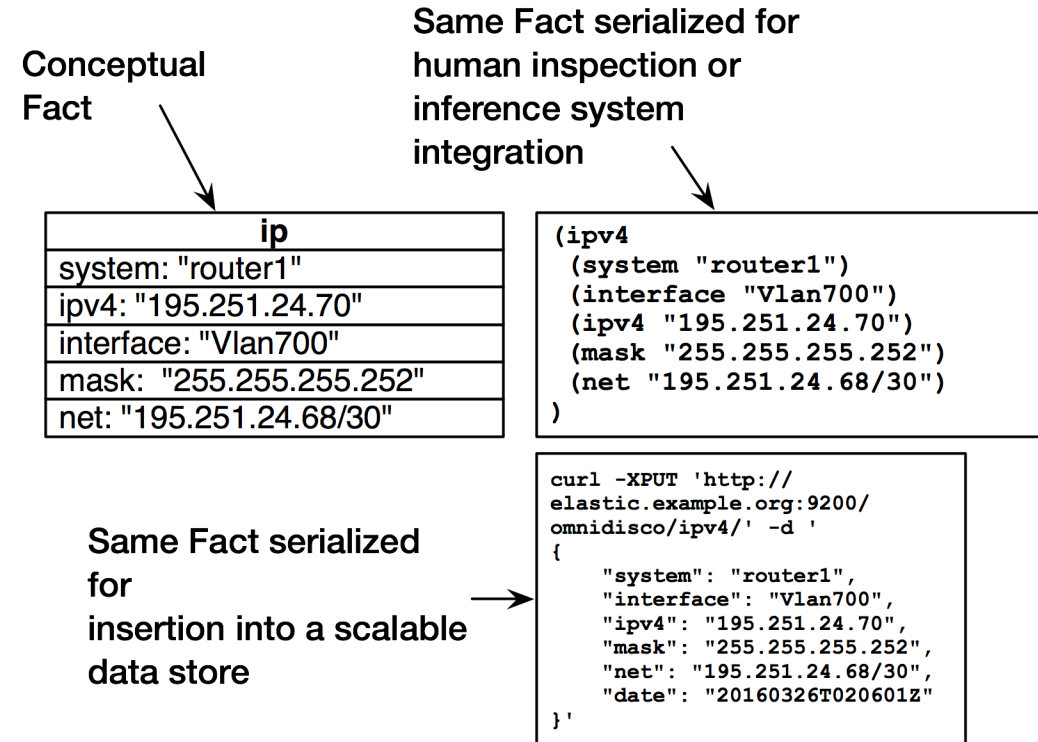 Conceptual
Fact
Same Fact serialized for
human inspection or
inference system
integration
ip
system: "router1"
ipv4: "195.251.24.70"
interface: "Vlan700"
mask:  "255.255.255.252"
net: "195.251.24.68/30"
(ipv4
 (system "router1")
 (interface "Vlan700")
 (ipv4 "195.251.24.70")
 (mask "255.255.255.252")
 (net "195.251.24.68/30")
)
Same Fact serialized
for
insertion into a scalable
data store
curl -XPUT 'http://
elastic.example.org:9200/
omnidisco/ipv4/' -d '
{
    "system": "router1",
    "interface": "Vlan700",
    "ipv4": "195.251.24.70",
    "mask": "255.255.255.252",
    "net": "195.251.24.68/30",
    "date": "20160326T020601Z"
}'